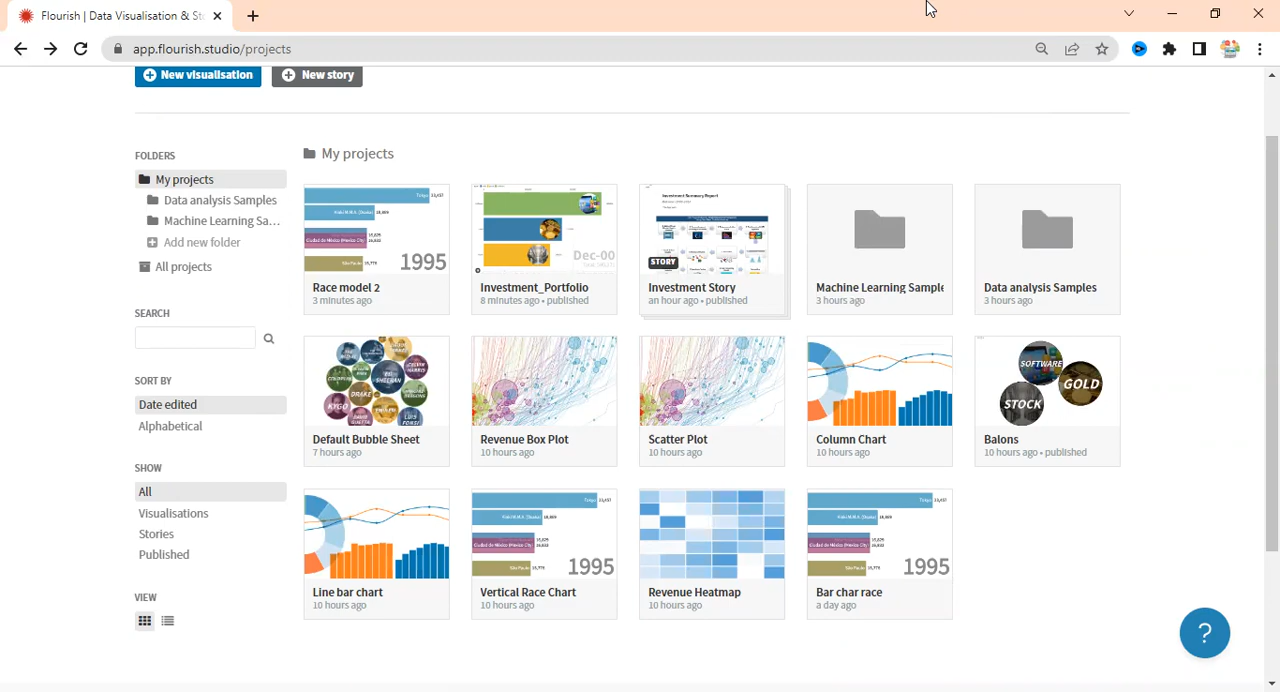 Flourish | Data Visualisation & St
app.flourish.studio/projects
New visualisation
New story
FOLDERS
My projects
Data analysis Samples
Machine Learning Sa...
Add new folder
All projects
SEARCH
SORT BY
Date edited
Alphabetical
SHOW
All
Visualisations
Stories
Published
VIEW
My projects
1995
Race model 2
3 minutes ago
Dec-00
Investment_Portfolio
8 minutes ago • published
Investment Summary Report
STORY
Investment Story
an hour ago • published
Machine Learning Sample
3 hours ago
Data analysis Samples
3 hours ago
DRAKE
KYGO
Default Bubble Sheet
7 hours ago
Revenue Box Plot
10 hours ago
Scatter Plot
10 hours ago
Column Chart
10 hours ago
SOFTWARE
GOLD
STOCK
Balons
10 hours ago • published
Line bar chart
10 hours ago
1995
Vertical Race Chart
10 hours ago
Revenue Heatmap
10 hours ago
1995
Bar char race
a day ago
?